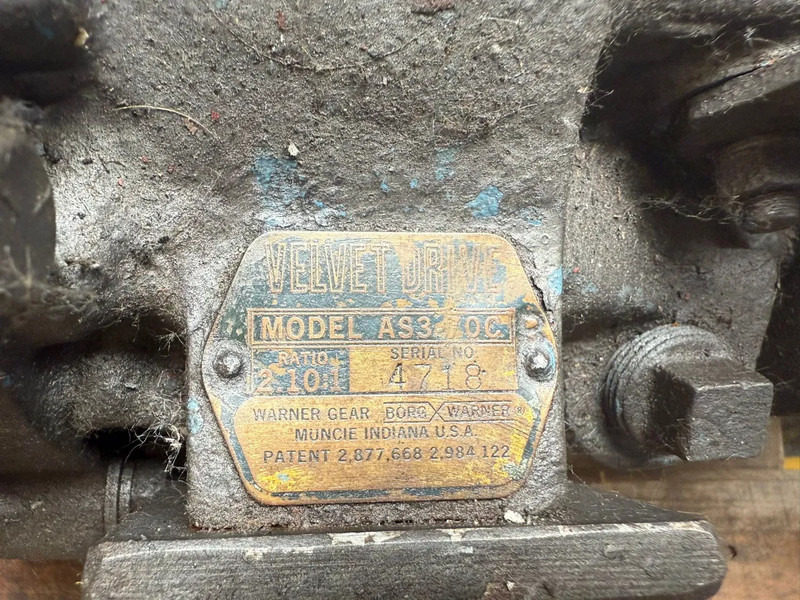 VELVET DRIVE
MODEL
RATIO SERIAL NO.
2.10:1 4718
WARNER GEAR BORG WARNER®
MUNCIE INDIANA U.S.A.
PATENT 2,877,668 2,984,122